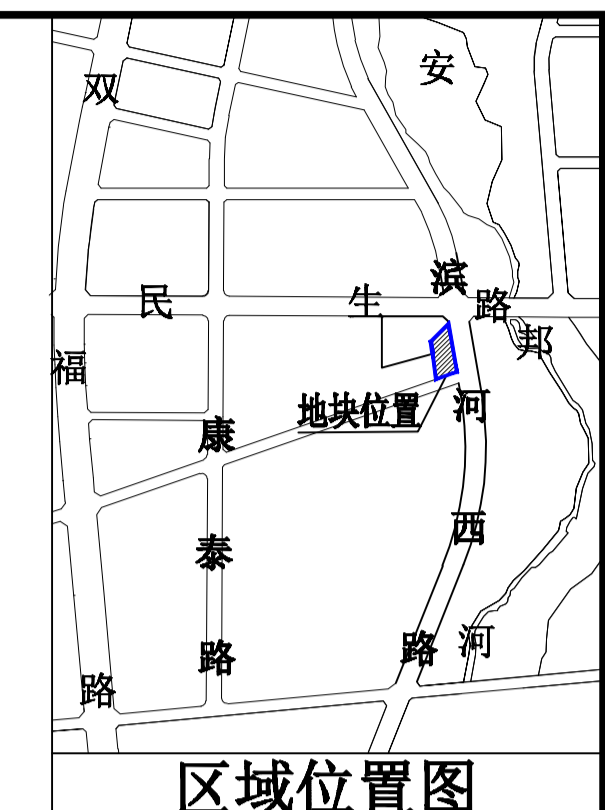 双福路
安邦河
民生路
滨河西路
康泰路
地块位置
区域位置图